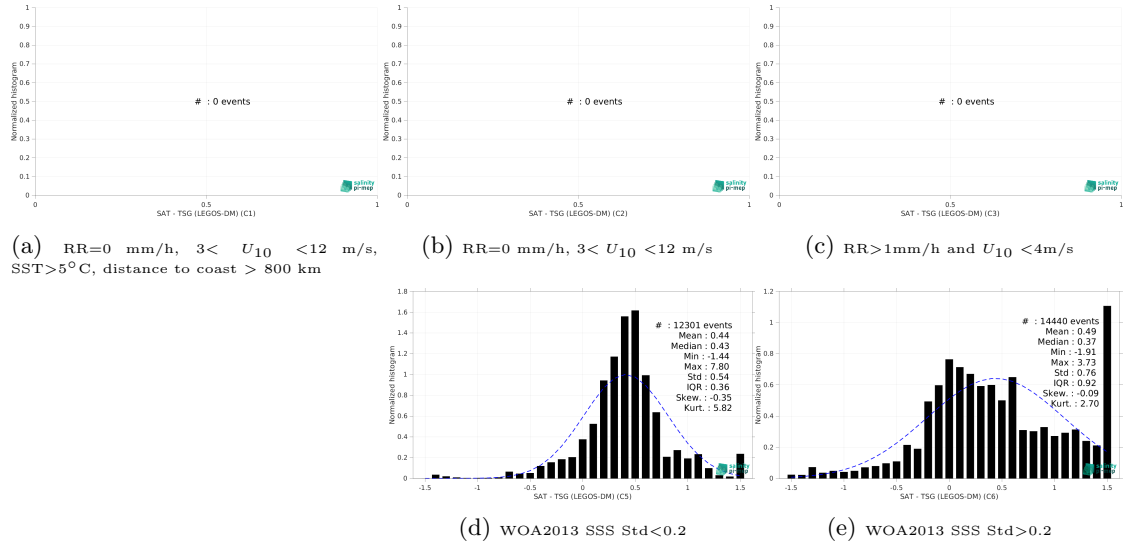 1
0.9
0.8
0.7
0.6
0.5
0.4
0.3
0.2
0.1
0
Normalized histogram
# : 0 events
salinity
pi-mep
0 0.5 1
SAT - TSG (LEGOS-DM) (C1)
(a) RR=0 mm/h, 3< U10 <12 m/s,
SST>5°C, distance to coast > 800 km
1
0.9
0.8
0.7
0.6
0.5
0.4
0.3
0.2
0.1
0
Normalized histogram
# : 0 events
salinity
pi-mep
0 0.5 1
SAT - TSG (LEGOS-DM) (C2)
(b) RR=0 mm/h, 3< U10 <12 m/s
1
0.9
0.8
0.7
0.6
0.5
0.4
0.3
0.2
0.1
0
Normalized histogram
# : 0 events
salinity
pi-mep
0 0.5 1
SAT - TSG (LEGOS-DM) (C3)
(c) RR>1mm/h and U10 <4m/s
1.8
1.6
1.4
1.2
1
0.8
0.6
0.4
0.2
0
Normalized histogram
# : 12301 events
Mean : 0.44
Median : 0.43
Min : -1.44
Max : 7.80
Std : 0.54
IQR : 0.36
Skew. : -0.35
Kurt. : 5.82
salinity
pi-mep
-1.5 -1 -0.5 0 0.5 1 1.5
SAT - TSG (LEGOS-DM) (C5)
(d) WOA2013 SSS Std<0.2
1.2
1
0.8
0.6
0.4
0.2
0
Normalized histogram
# : 14440 events
Mean : 0.49
Median : 0.37
Min : -1.91
Max : 3.73
Std : 0.76
IQR : 0.92
Skew. : -0.09
Kurt. : 2.70
salinity
pi-mep
-1.5 -1 -0.5 0 0.5 1 1.5
SAT - TSG (LEGOS-DM) (C6)
(e) WOA2013 SSS Std>0.2